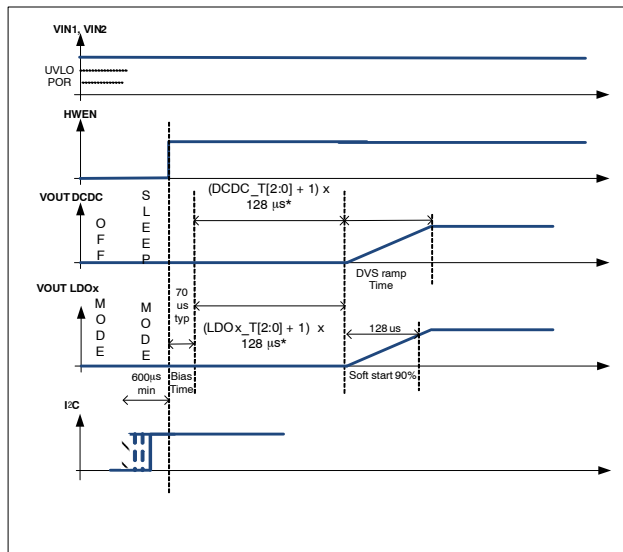 VIN1, VIN2
UVLO
POR
HWEN
(DCDC_T[2:0] + 1) x
128 µs*
VOUT DCDC
OFF MODE
SLEEP MODE
DVS ramp
Time
VOUT LDOx
70
us
typ
(LDOx_T[2:0] + 1) x
128 µs*
128 us
600µs
min
Bias
Time
Soft start 90%
I²C